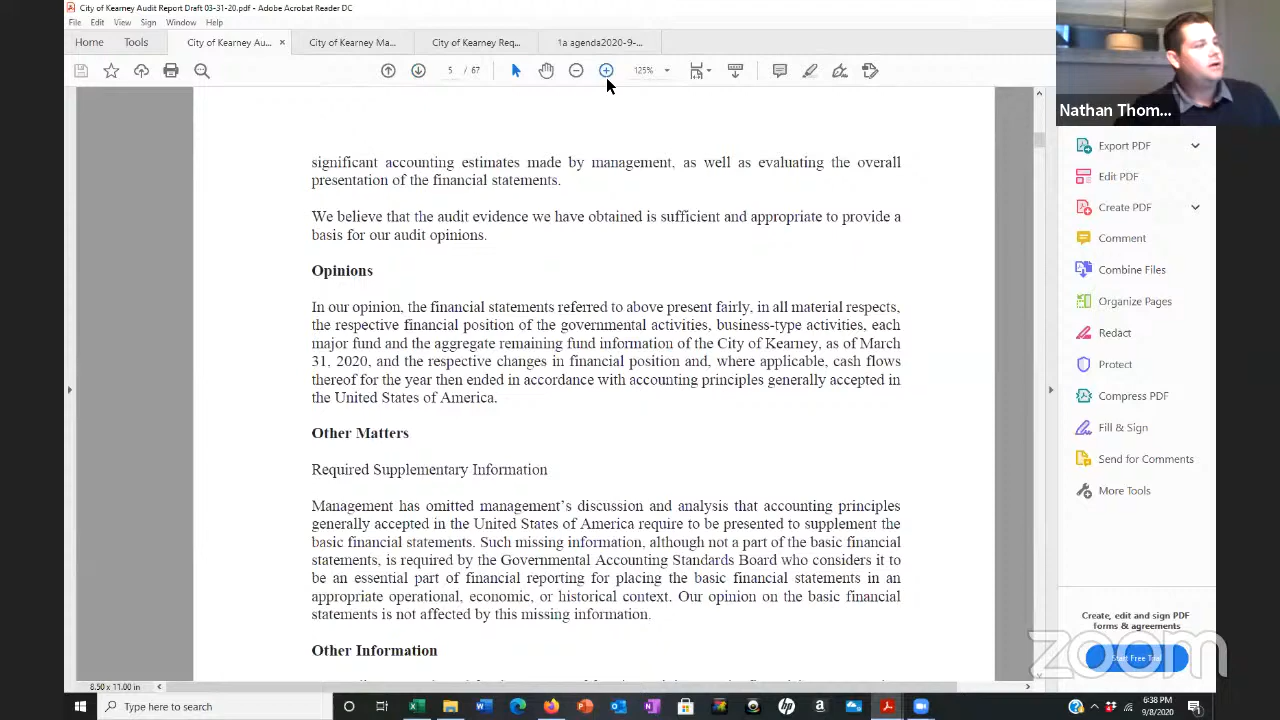 City of Kearney Audit Report Draft 03-31-20.pdf - Adobe Acrobat Reader DC
File Edit View Sign Window Help
Home Tools City of Kearney Au... × City of Kearney Ma... City of Kearney Req... 1a agenda2020-9-...
5 / 67 125%
Nathan Thom...
significant accounting estimates made by management, as well as evaluating the overall
presentation of the financial statements.
We believe that the audit evidence we have obtained is sufficient and appropriate to provide a
basis for our audit opinions.
Opinions
In our opinion, the financial statements referred to above present fairly, in all material respects,
the respective financial position of the governmental activities, business-type activities, each
major fund and the aggregate remaining fund information of the City of Kearney, as of March
31, 2020, and the respective changes in financial position and, where applicable, cash flows
thereof for the year then ended in accordance with accounting principles generally accepted in
the United States of America.
Other Matters
Required Supplementary Information
Management has omitted management's discussion and analysis that accounting principles
generally accepted in the United States of America require to be presented to supplement the
basic financial statements. Such missing information, although not a part of the basic financial
statements, is required by the Governmental Accounting Standards Board who considers it to
be an essential part of financial reporting for placing the basic financial statements in an
appropriate operational, economic, or historical context. Our opinion on the basic financial
statements is not affected by this missing information.
Other Information
Export PDF
Edit PDF
Create PDF
Comment
Combine Files
Organize Pages
Redact
Protect
Compress PDF
Fill & Sign
Send for Comments
More Tools
Create, edit and sign PDF
forms & agreements
Start Free Trial
zoom
8.50 x 11.00 in
Type here to search
6:38 PM
9/8/2020